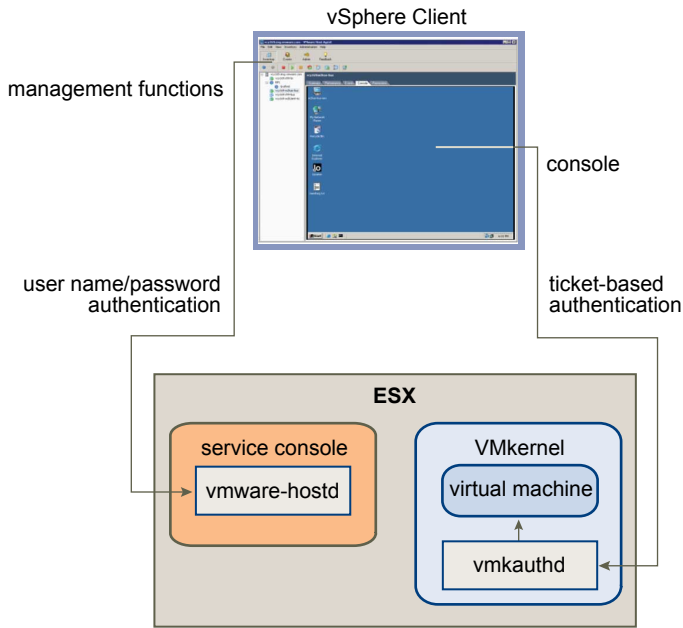 vSphere Client
management functions
console
user name/password
authentication
ticket-based
authentication
ESX
service console
vmware-hostd
VMkernel
virtual machine
vmkauthd